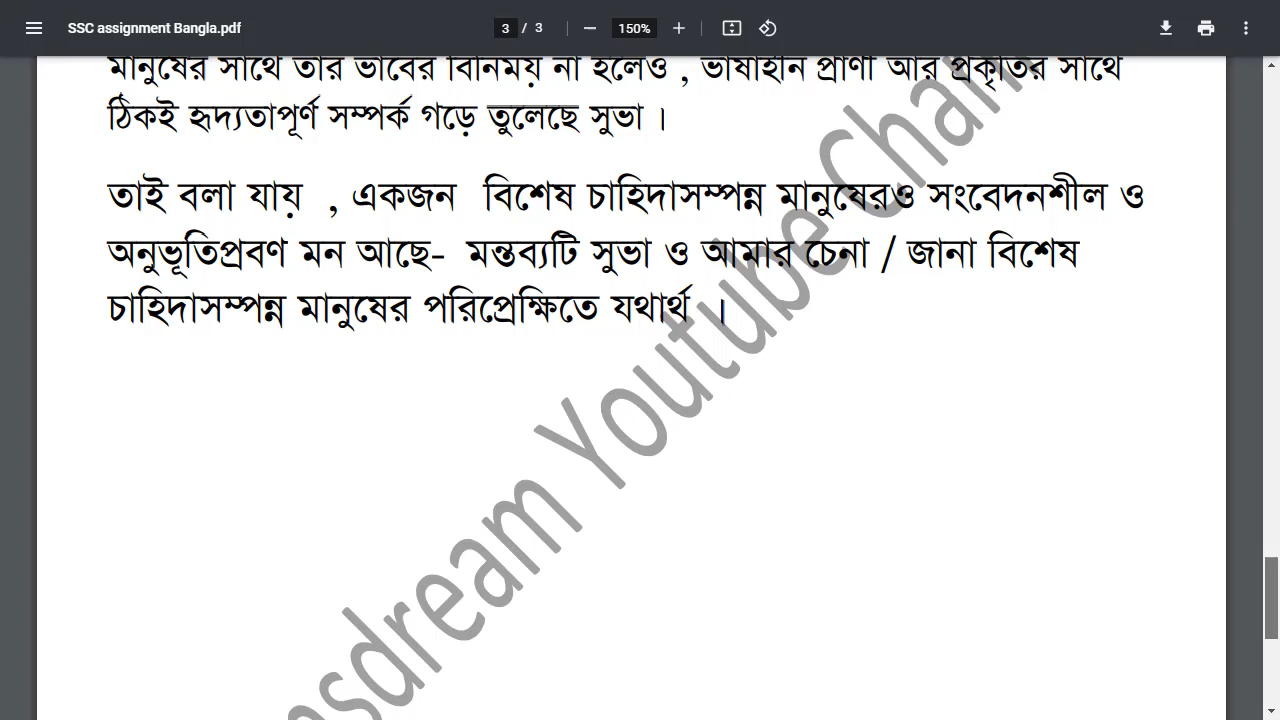 SSC assignment Bangla.pdf
3 / 3
150%
মানুষের সাথে তার ভাবের বিনিময় না হলেও , ভাষাহীন প্রাণী আর প্রকৃতির সাথে
ঠিকই হৃদ্যতাপূর্ণ সম্পর্ক গড়ে তুলেছে সুভা ।
তাই বলা যায় , একজন বিশেষ চাহিদাসম্পন্ন মানুষেরও সংবেদনশীল ও
অনুভূতিপ্রবণ মন আছে- মন্তব্যটি সুভা ও আমার চেনা / জানা বিশেষ
চাহিদাসম্পন্ন মানুষের পরিপ্রেক্ষিতে যথার্থ ।
Youtube